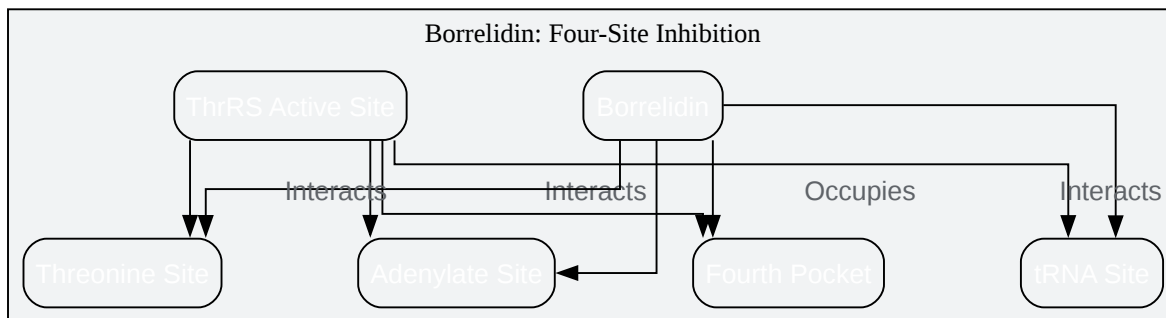 Borrelidin: Four-Site Inhibition
ThrRS Active Site
Borrelidin
Interacts
Interacts
Occupies
Interacts
Threonine Site
Adenylate Site
Fourth Pocket
tRNA Site